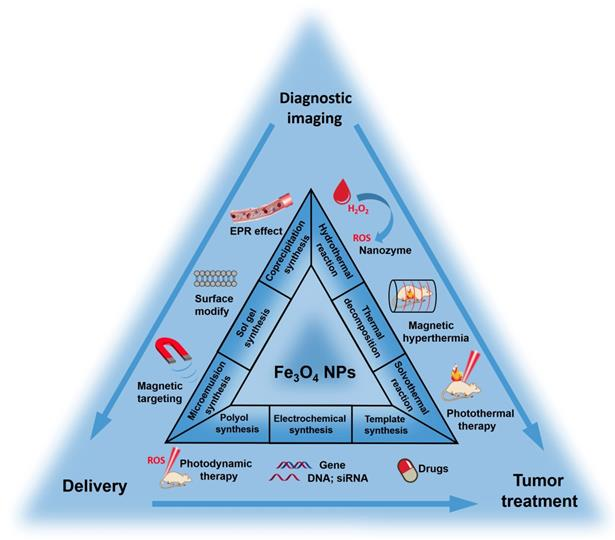 Diagnostic
imaging
EPR effect
H₂O₂
ROS
Nanozyme
Surface
modify
Magnetic
hyperthermia
Magnetic
targeting
Photothermal
therapy
Coprecipitation
synthesis
Hydrothermal
reaction
Sol gel
synthesis
Thermal
decomposition
Microemulsion
synthesis
Solvothermal
reaction
Fe₃O₄ NPs
Polyol
synthesis
Electrochemical
synthesis
Template
synthesis
ROS
Photodynamic
therapy
Gene
DNA; siRNA
Drugs
Delivery
Tumor
treatment